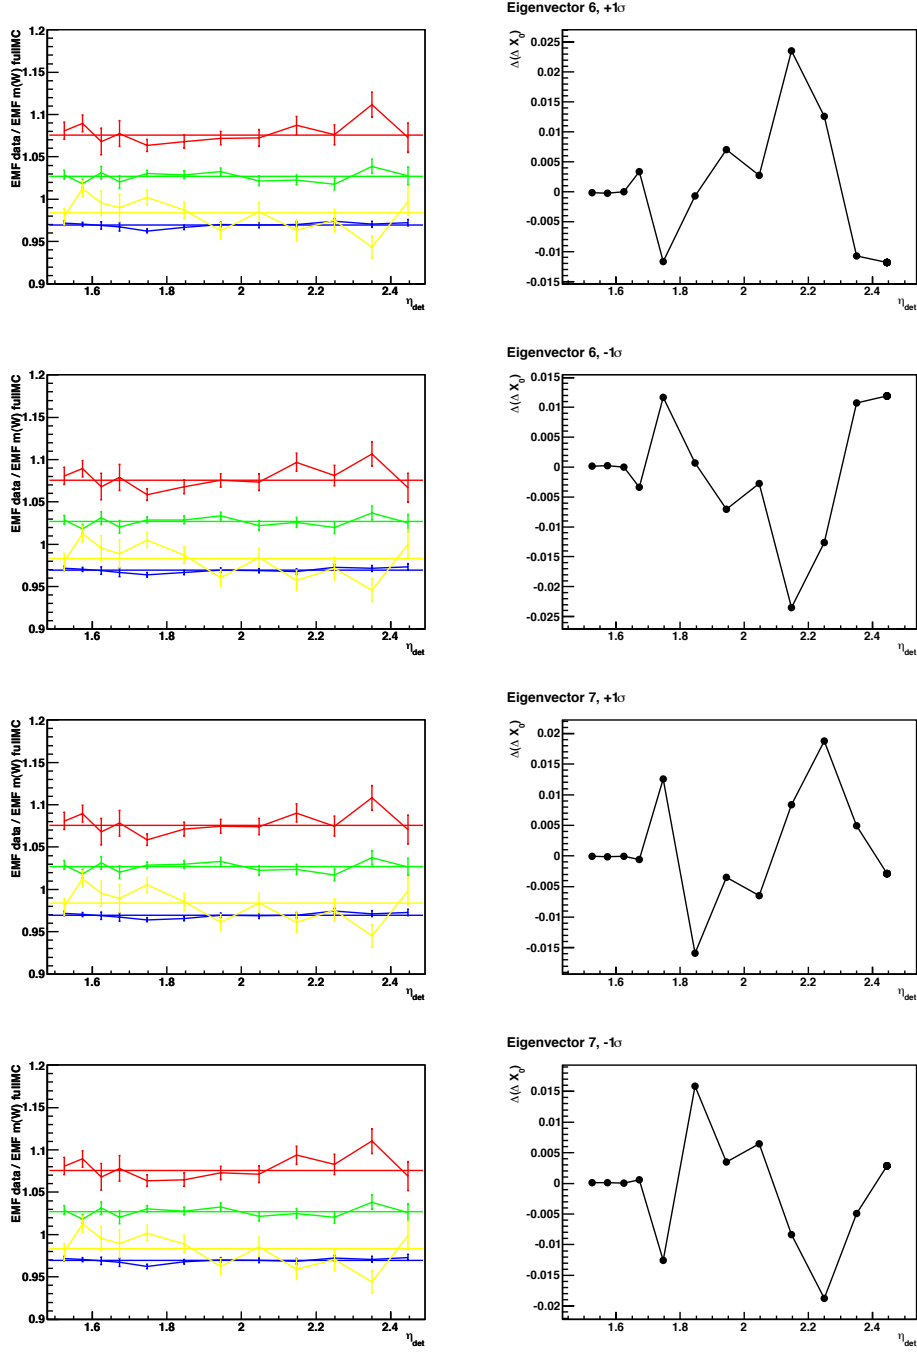 Eigenvector 6, +1σ
EMF data / EMF m(W) fullMC
1.2
1.15
1.1
1.05
1
0.95
0.9
1.6 1.8 2 2.2 2.4
η_det
Δ(Δ X_0)
0.025
0.02
0.015
0.01
0.005
0
-0.005
-0.01
-0.015
1.6 1.8 2 2.2 2.4
η_det
Eigenvector 6, -1σ
EMF data / EMF m(W) fullMC
1.2
1.15
1.1
1.05
1
0.95
0.9
1.6 1.8 2 2.2 2.4
η_det
Δ(Δ X_0)
0.015
0.01
0.005
0
-0.005
-0.01
-0.015
-0.02
-0.025
1.6 1.8 2 2.2 2.4
η_det
Eigenvector 7, +1σ
EMF data / EMF m(W) fullMC
1.2
1.15
1.1
1.05
1
0.95
0.9
1.6 1.8 2 2.2 2.4
η_det
Δ(Δ X_0)
0.02
0.015
0.01
0.005
0
-0.005
-0.01
-0.015
1.6 1.8 2 2.2 2.4
η_det
Eigenvector 7, -1σ
EMF data / EMF m(W) fullMC
1.2
1.15
1.1
1.05
1
0.95
0.9
1.6 1.8 2 2.2 2.4
η_det
Δ(Δ X_0)
0.015
0.01
0.005
0
-0.005
-0.01
-0.015
-0.02
1.6 1.8 2 2.2 2.4
η_det